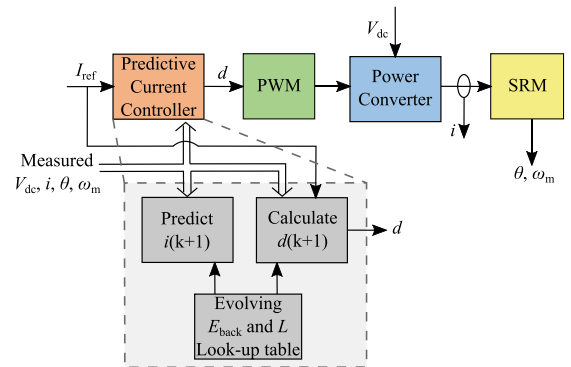 V_dc
I_ref
Predictive
Current
Controller
d
PWM
Power
Converter
i
SRM
θ, ω_m
Measured
V_dc, i, θ, ω_m
Predict
i(k+1)
Calculate
d(k+1)
d
Evolving
E_back and L
Look-up table